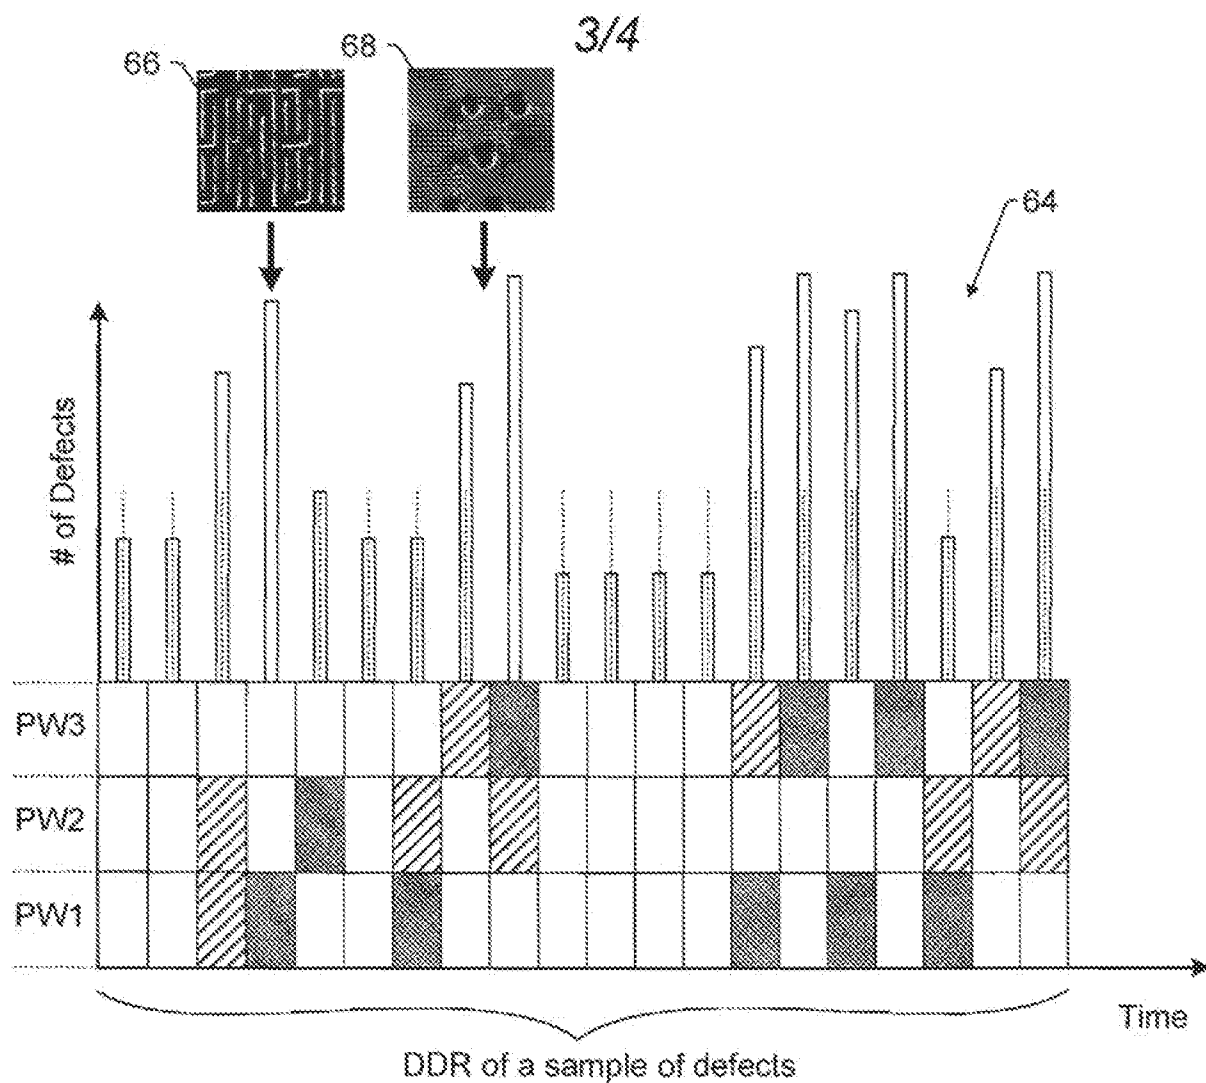 3/4
66
68
64
# of Defects
PW3
PW2
PW1
Time
DDR of a sample of defects